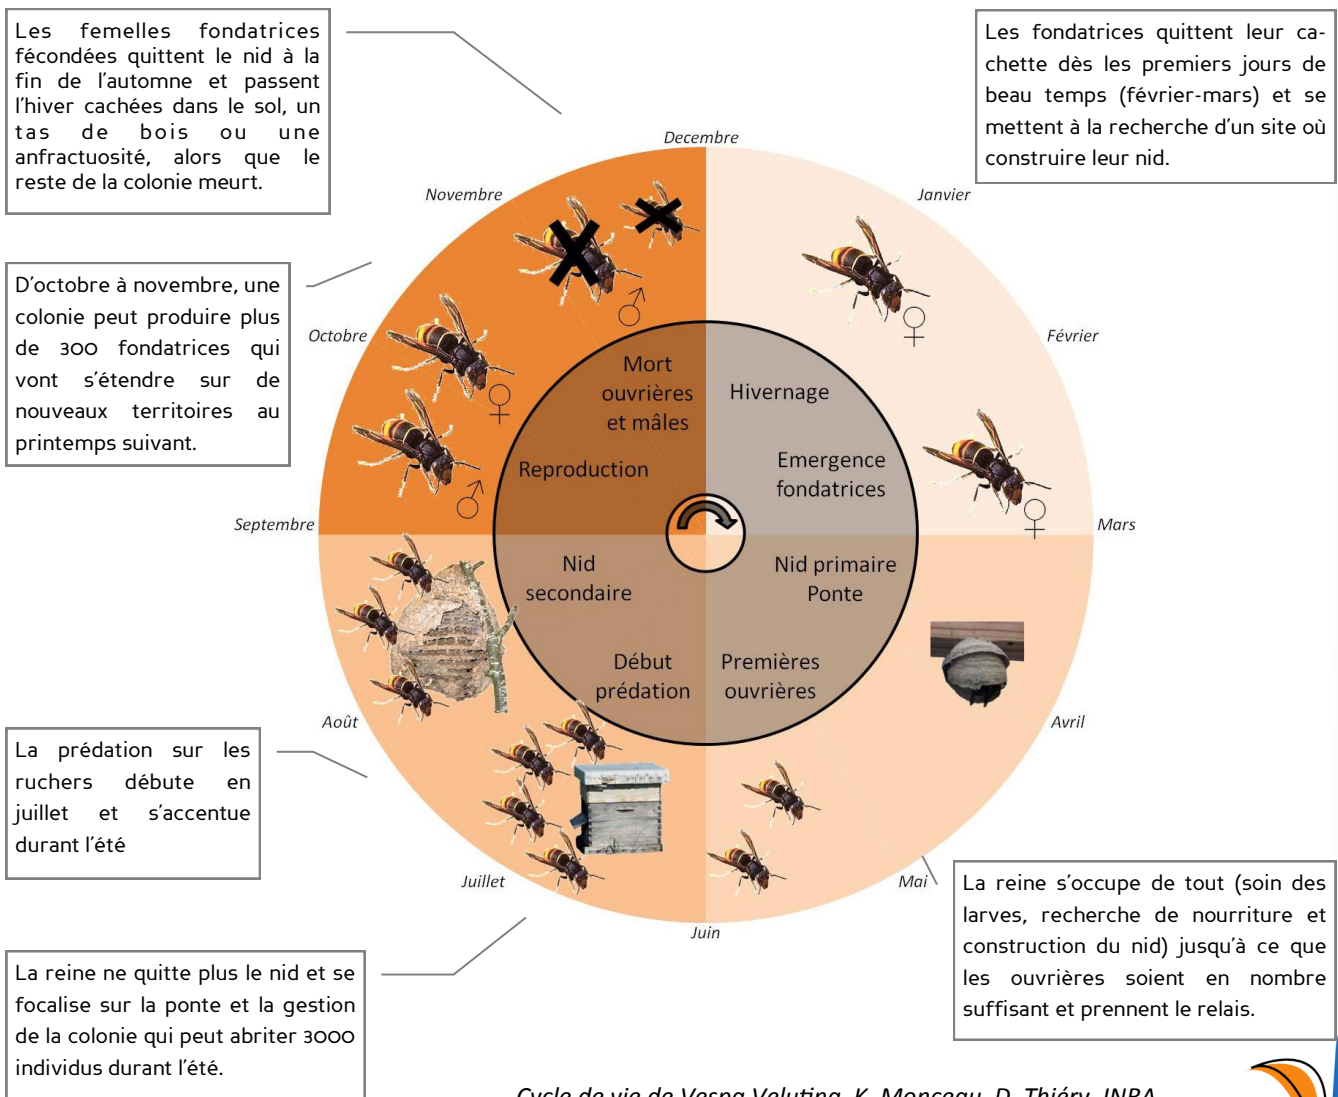 Les femelles fondatrices
fécondées quittent le nid à la
fin de l'automne et passent
l'hiver cachées dans le sol, un
tas de bois ou une
anfractuosité, alors que le
reste de la colonie meurt.
Les fondatrices quittent leur ca-
chette dès les premiers jours de
beau temps (février-mars) et se
mettent à la recherche d'un site où
construire leur nid.
D'octobre à novembre, une
colonie peut produire plus
de 300 fondatrices qui
vont s'étendre sur de
nouveaux territoires au
printemps suivant.
Decembre
Janvier
Février
Mars
Avril
Mai
Juin
Juillet
Août
Septembre
Octobre
Novembre
Mort
ouvrières
et mâles
Hivernage
Reproduction
Emergence
fondatrices
Nid
secondaire
Nid primaire
Ponte
Début
prédation
Premières
ouvrières
La prédation sur les
ruchers débute en
juillet et s'accentue
durant l'été
La reine s'occupe de tout (soin des
larves, recherche de nourriture et
construction du nid) jusqu'à ce que
les ouvrières soient en nombre
suffisant et prennent le relais.
La reine ne quitte plus le nid et se
focalise sur la ponte et la gestion
de la colonie qui peut abriter 3000
individus durant l'été.
Cycle de vie de Vespa Velutina, K. Monceau, D. Thiéry, INRA